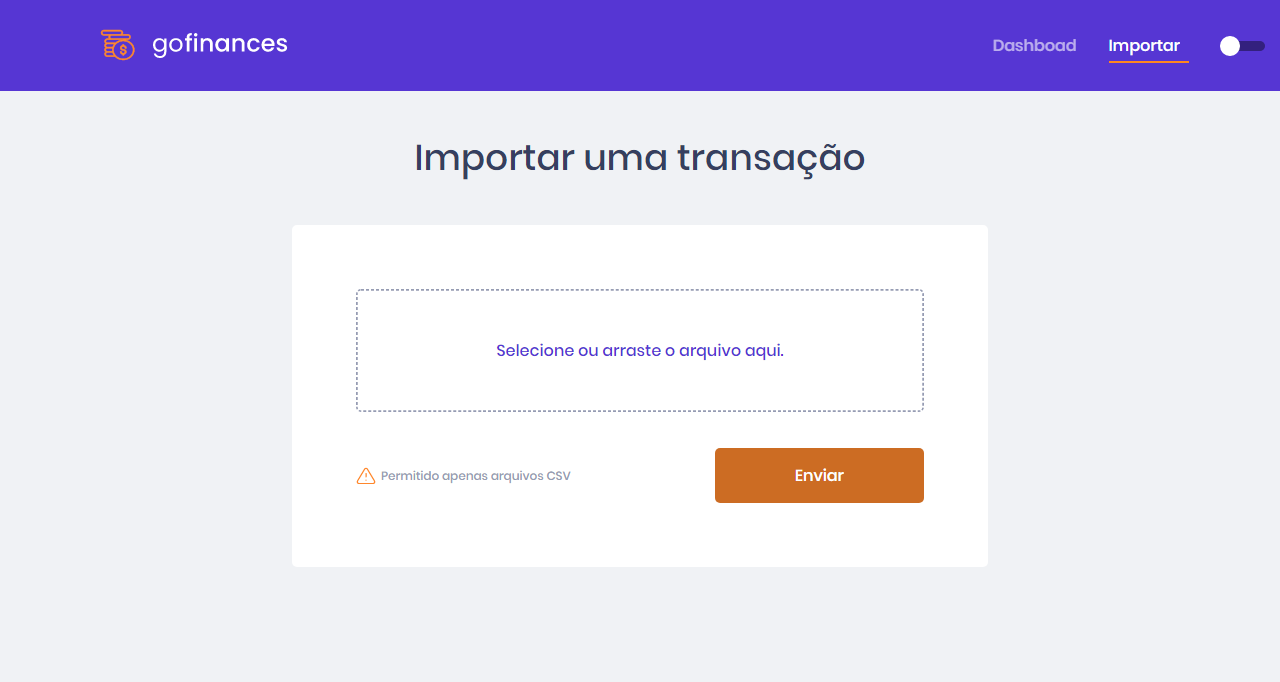 gofinances
Dashboad
Importar
Importar uma transação
Selecione ou arraste o arquivo aqui.
Permitido apenas arquivos CSV
Enviar